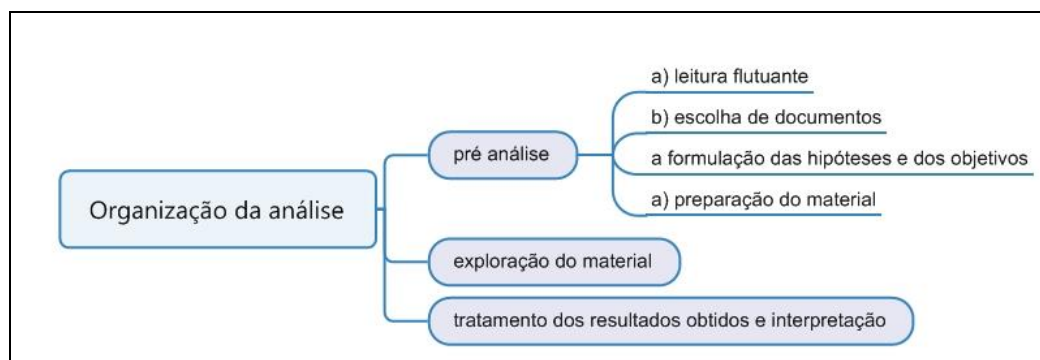 Organização da análise
pré análise
a) leitura flutuante
b) escolha de documentos
a formulação das hipóteses e dos objetivos
a) preparação do material
exploração do material
tratamento dos resultados obtidos e interpretação